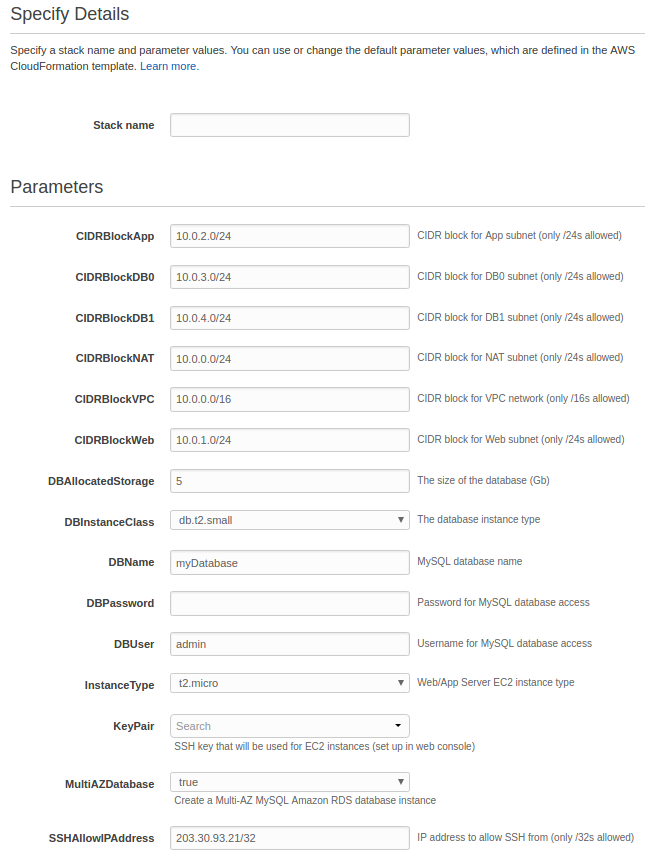 Specify Details
Specify a stack name and parameter values. You can use or change the default parameter values, which are defined in the AWS
CloudFormation template. Learn more.
Stack name
Parameters
CIDRBlockApp 10.0.2.0/24 CIDR block for App subnet (only /24s allowed)
CIDRBlockDB0 10.0.3.0/24 CIDR block for DB0 subnet (only /24s allowed)
CIDRBlockDB1 10.0.4.0/24 CIDR block for DB1 subnet (only /24s allowed)
CIDRBlockNAT 10.0.0.0/24 CIDR block for NAT subnet (only /24s allowed)
CIDRBlockVPC 10.0.0.0/16 CIDR block for VPC network (only /16s allowed)
CIDRBlockWeb 10.0.1.0/24 CIDR block for Web subnet (only /24s allowed)
DBAllocatedStorage 5 The size of the database (Gb)
DBInstanceClass db.t2.small The database instance type
DBName myDatabase MySQL database name
DBPassword Password for MySQL database access
DBUser admin Username for MySQL database access
InstanceType t2.micro Web/App Server EC2 instance type
KeyPair Search
SSH key that will be used for EC2 instances (set up in web console)
MultiAZDatabase true
Create a Multi-AZ MySQL Amazon RDS database instance
SSHAllowIPAddress 203.30.93.21/32 IP address to allow SSH from (only /32s allowed)